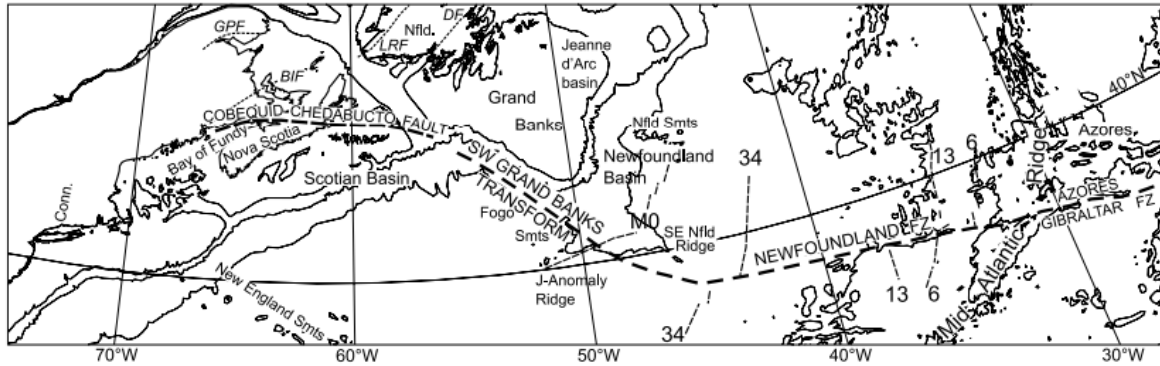 GPF
DF
Nfld.
LRF
Jeanne
d'Arc
basin
BIF
Grand
Banks
40°N
COBEQUID-CHEDABUCTO FAULT
Nfld Smts
Azores
Bay of Fundy
Nova Scotia
Newfoundland
Basin
34
13
6
Scotian Basin
SW GRAND BANKS
TRANSFORM
Conn.
Fogo
Smts
M0
SE Nfld
Ridge
NEWFOUNDLAND FZ
AZORES
GIBRALTAR FZ
Mid-Atlantic Ridge
J-Anomaly
Ridge
New England Smts
34
13
6
70°W
60°W
50°W
40°W
30°W